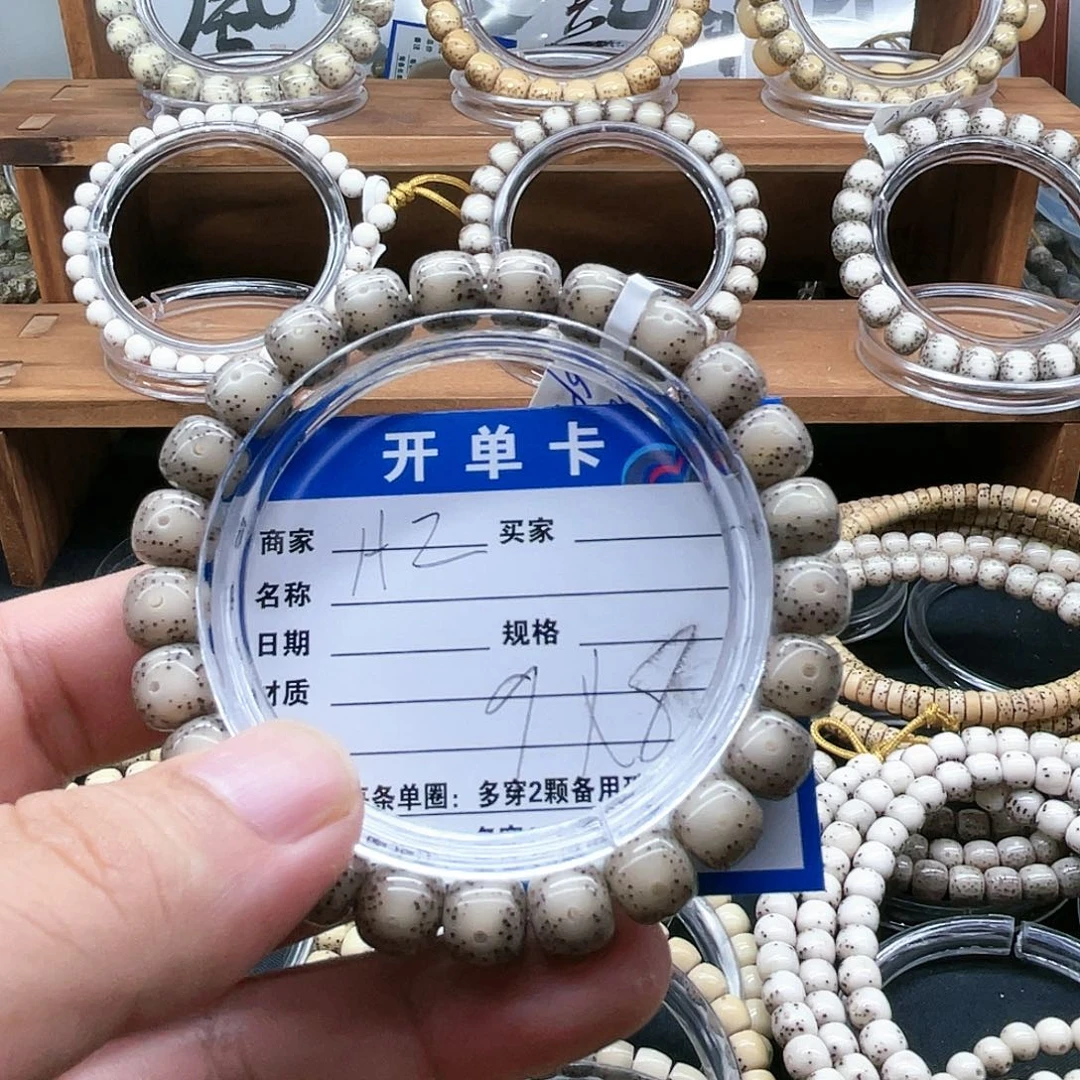 开单卡
商家 HZ 买家
名称
日期 规格
材质 9X8
条单圈：多穿2颗备用